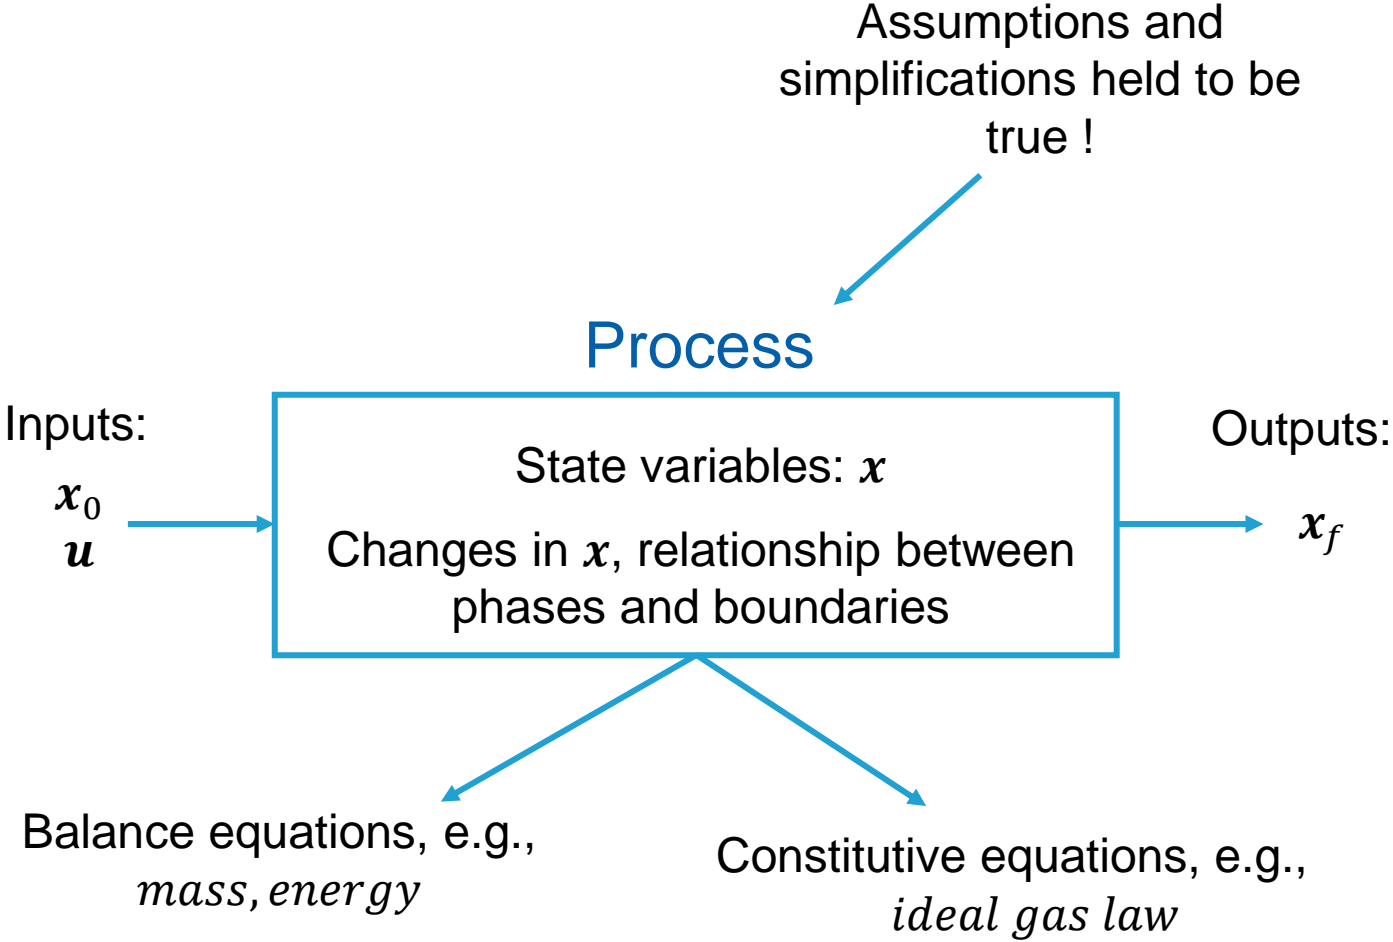 Assumptions and
simplifications held to be
true !
Process
Inputs:
x₀
u
State variables: x
Changes in x, relationship between
phases and boundaries
Outputs:
x_f
Balance equations, e.g.,
mass, energy
Constitutive equations, e.g.,
ideal gas law